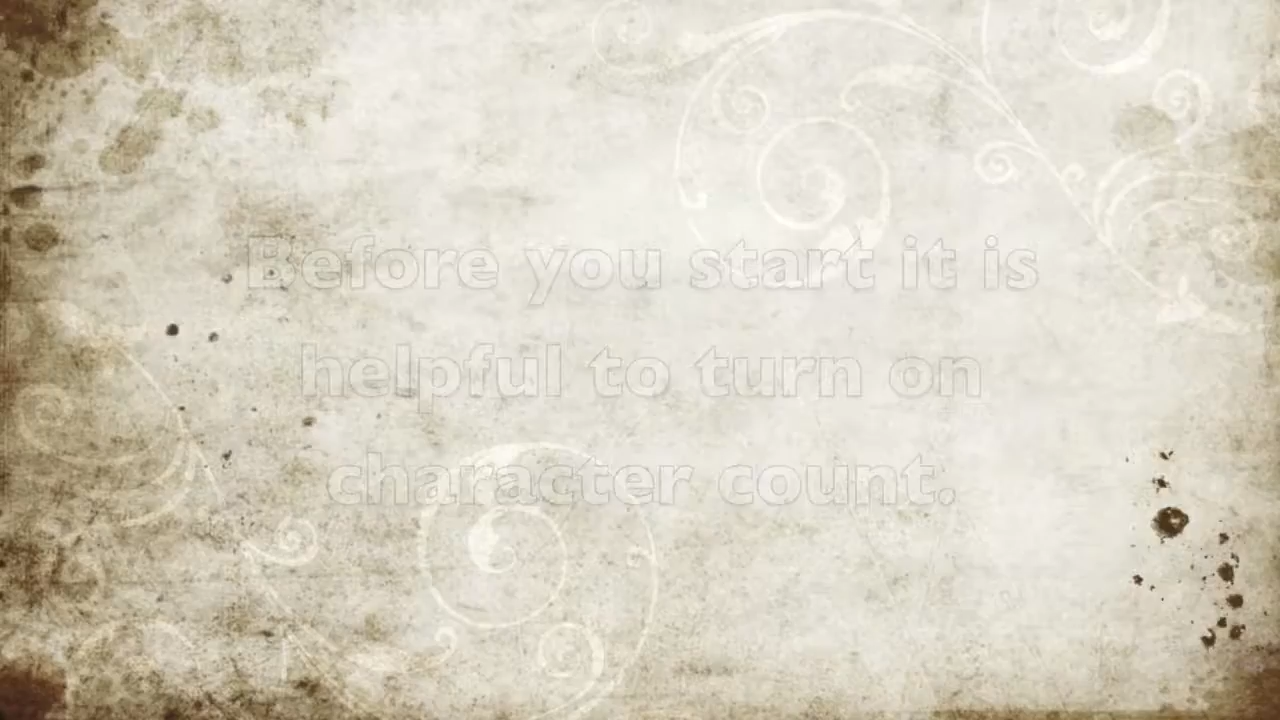 Before you start it is
helpful to turn on
character count.